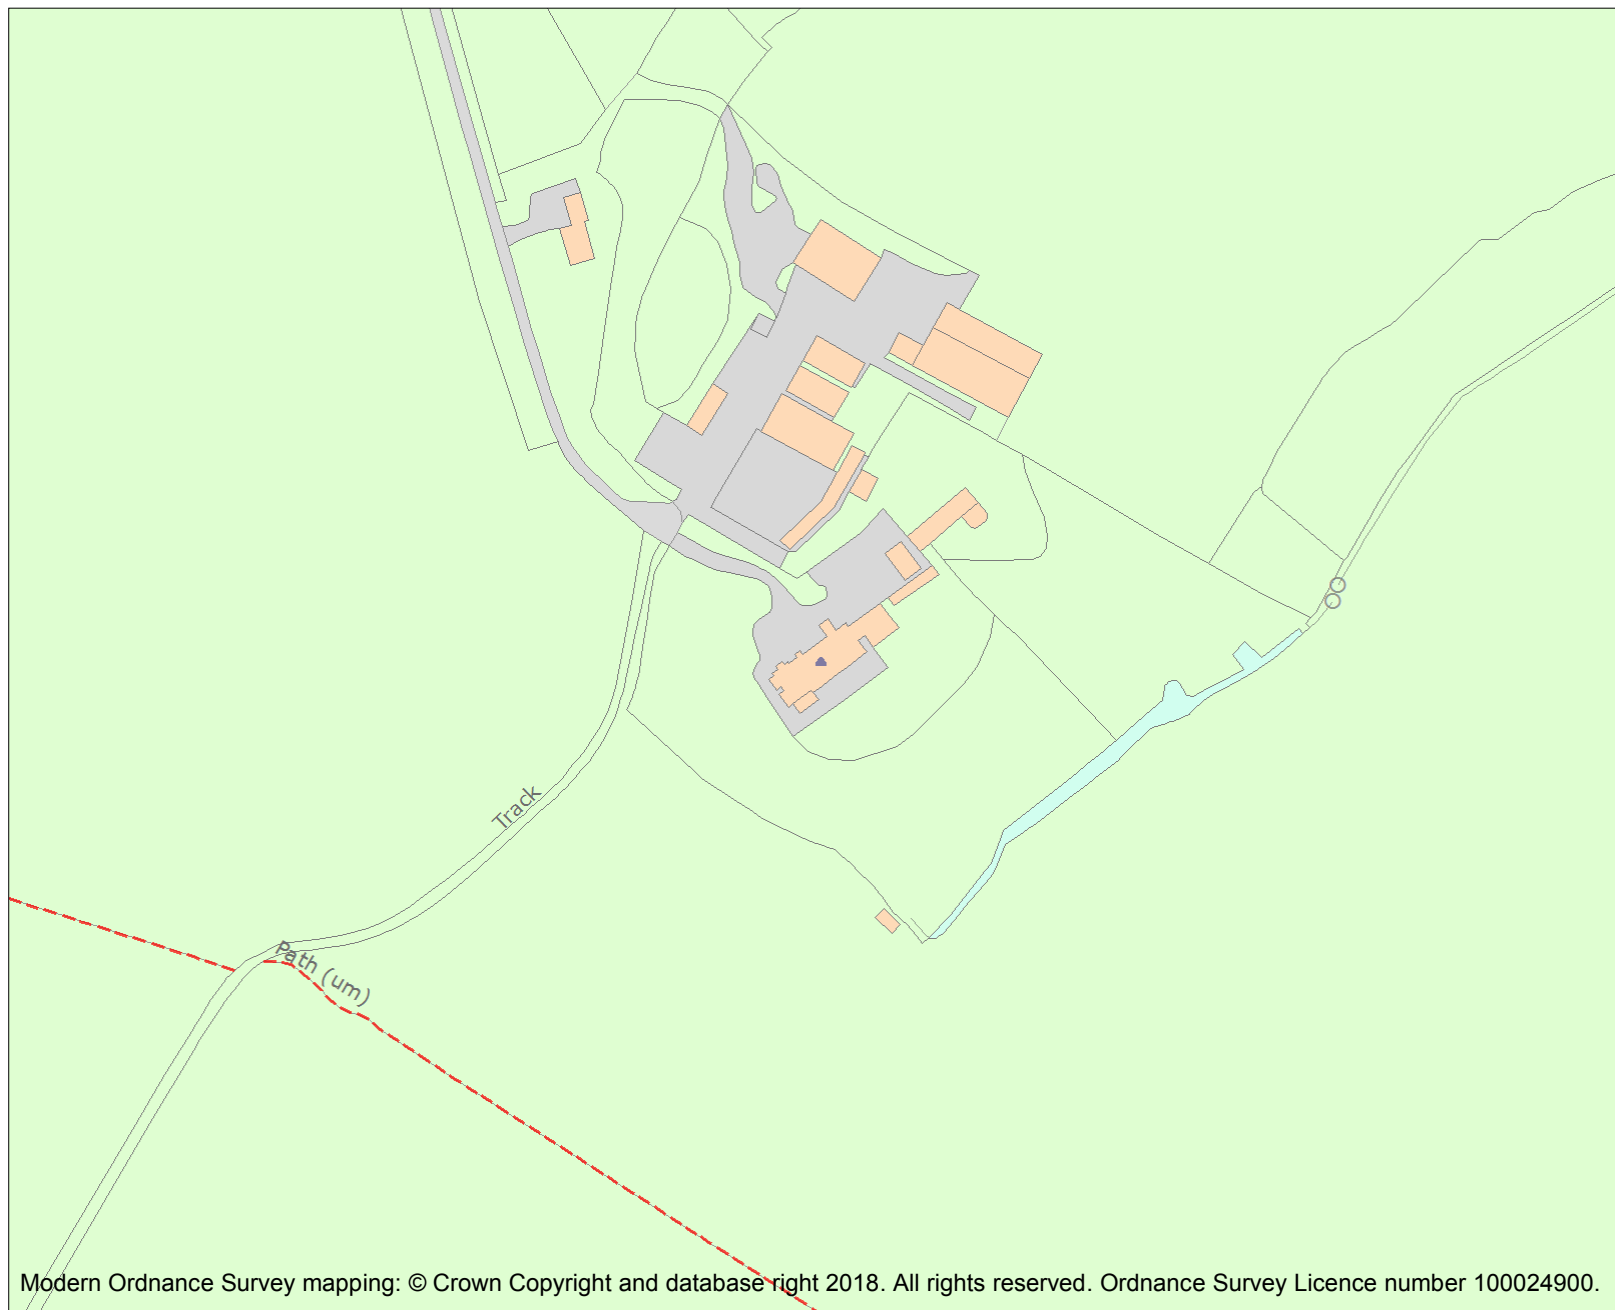 Track
Path (um)
Modern Ordnance Survey mapping: © Crown Copyright and database right 2018. All rights reserved. Ordnance Survey Licence number 100024900.